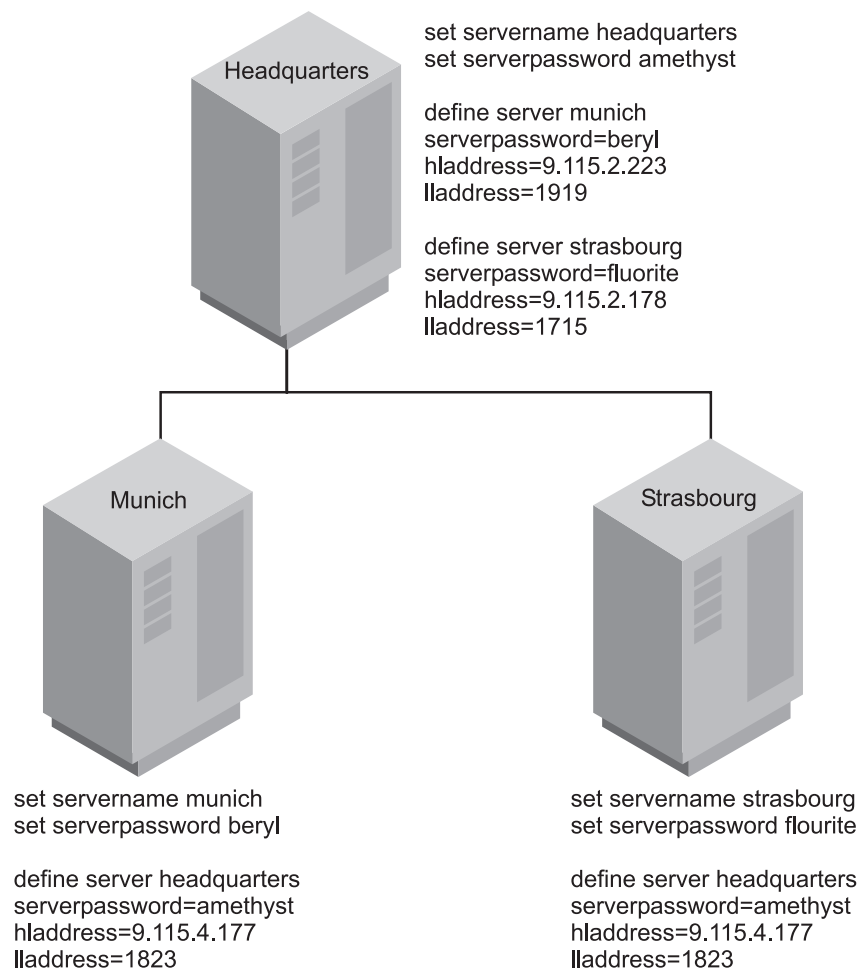 Headquarters
set servername headquarters
set serverpassword amethyst
define server munich
serverpassword=beryl
hladdress=9.115.2.223
lladdress=1919
define server strasbourg
serverpassword=fluorite
hladdress=9.115.2.178
lladdress=1715
Munich
set servername munich
set serverpassword beryl
define server headquarters
serverpassword=amethyst
hladdress=9.115.4.177
lladdress=1823
Strasbourg
set servername strasbourg
set serverpassword flourite
define server headquarters
serverpassword=amethyst
hladdress=9.115.4.177
lladdress=1823